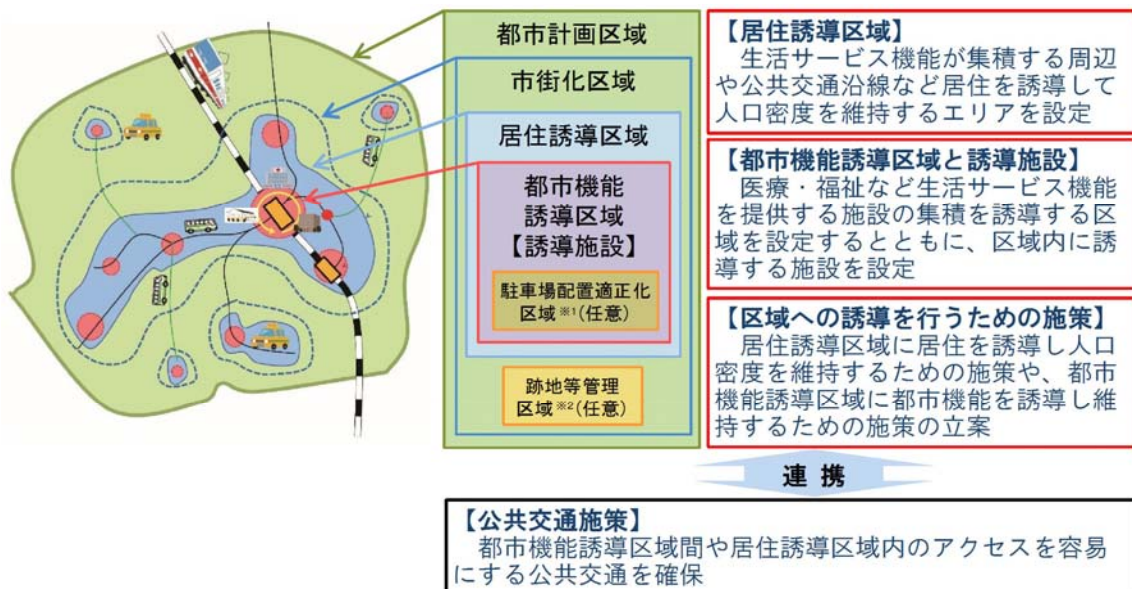 都市計画区域
市街化区域
居住誘導区域
都市機能
誘導区域
【誘導施設】
駐車場配置適正化
区域※1(任意)
跡地等管理
区域※2(任意)
【居住誘導区域】
生活サービス機能が集積する周辺
や公共交通沿線など居住を誘導して
人口密度を維持するエリアを設定
【都市機能誘導区域と誘導施設】
医療・福祉など生活サービス機能
を提供する施設の集積を誘導する区
域を設定するとともに、区域内に誘
導する施設を設定
【区域への誘導を行うための施策】
居住誘導区域に居住を誘導し人口
密度を維持するための施策や、都市
機能誘導区域に都市機能を誘導し維
持するための施策の立案
連 携
【公共交通施策】
都市機能誘導区域間や居住誘導区域内のアクセスを容易
にする公共交通を確保